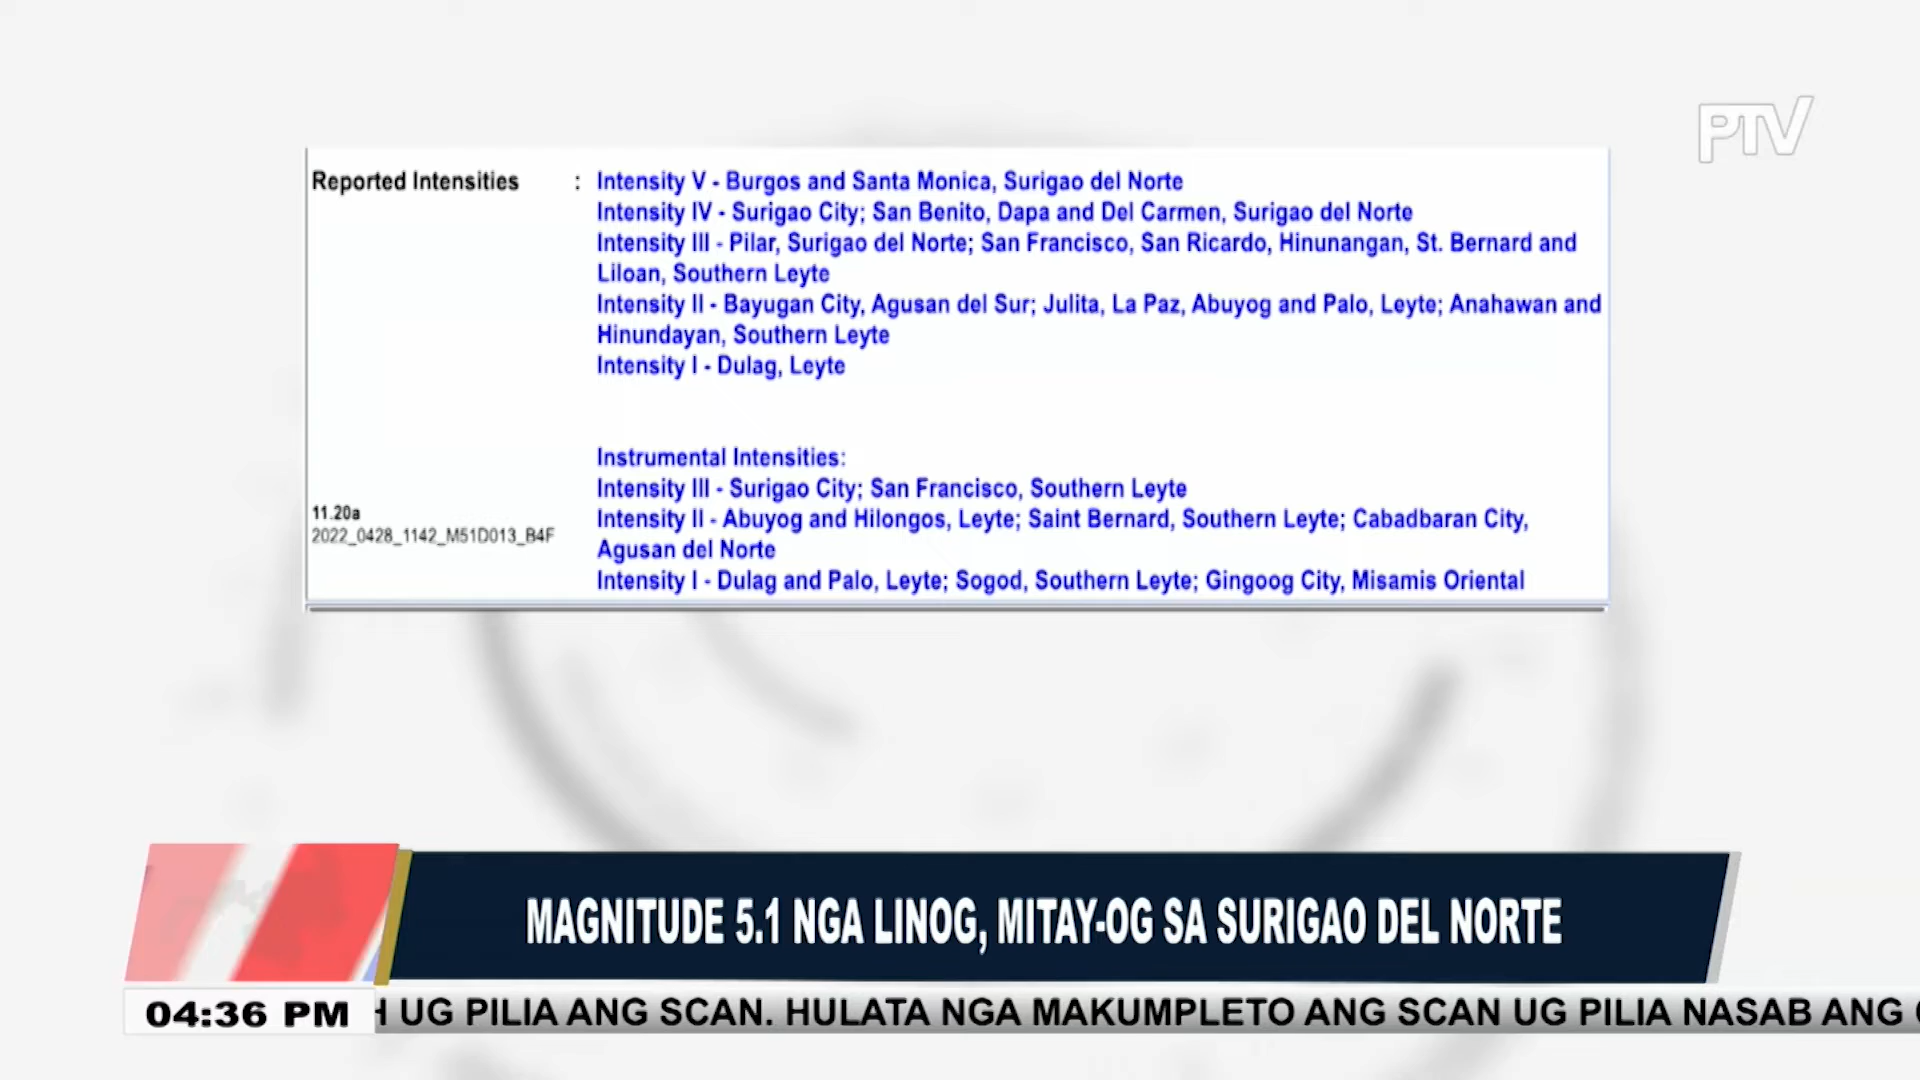 PTV
Reported Intensities : Intensity V - Burgos and Santa Monica, Surigao del Norte
Intensity IV - Surigao City; San Benito, Dapa and Del Carmen, Surigao del Norte
Intensity III - Pilar, Surigao del Norte; San Francisco, San Ricardo, Hinunangan, St. Bernard and
Liloan, Southern Leyte
Intensity II - Bayugan City, Agusan del Sur; Julita, La Paz, Abuyog and Palo, Leyte; Anahawan and
Hinundayan, Southern Leyte
Intensity I - Dulag, Leyte
Instrumental Intensities:
Intensity III - Surigao City; San Francisco, Southern Leyte
11.20a
2022_0428_1142_M51D013_B4F
Intensity II - Abuyog and Hilongos, Leyte; Saint Bernard, Southern Leyte; Cabadbaran City,
Agusan del Norte
Intensity I - Dulag and Palo, Leyte; Sogod, Southern Leyte; Gingoog City, Misamis Oriental
MAGNITUDE 5.1 NGA LINOG, MITAY-OG SA SURIGAO DEL NORTE
04:36 PM UG PILIA ANG SCAN. HULATA NGA MAKUMPLETO ANG SCAN UG PILIA NASAB ANG